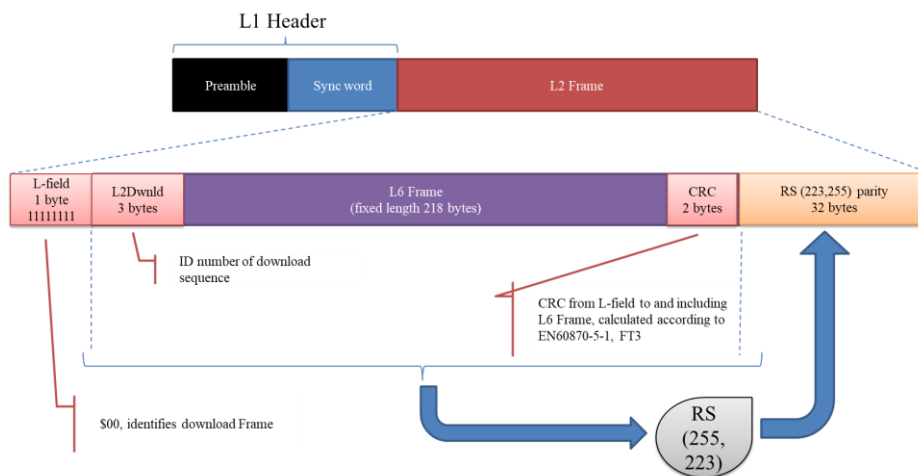 L1 Header
Preamble
Sync word
L2 Frame
L-field
1 byte
11111111
L2Dwnld
3 bytes
L6 Frame
(fixed length 218 bytes)
CRC
2 bytes
RS (223,255) parity
32 bytes
ID number of download
sequence
CRC from L-field to and including
L6 Frame, calculated according to
EN60870-5-1, FT3
$00, identifies download Frame
RS
(255,
223)